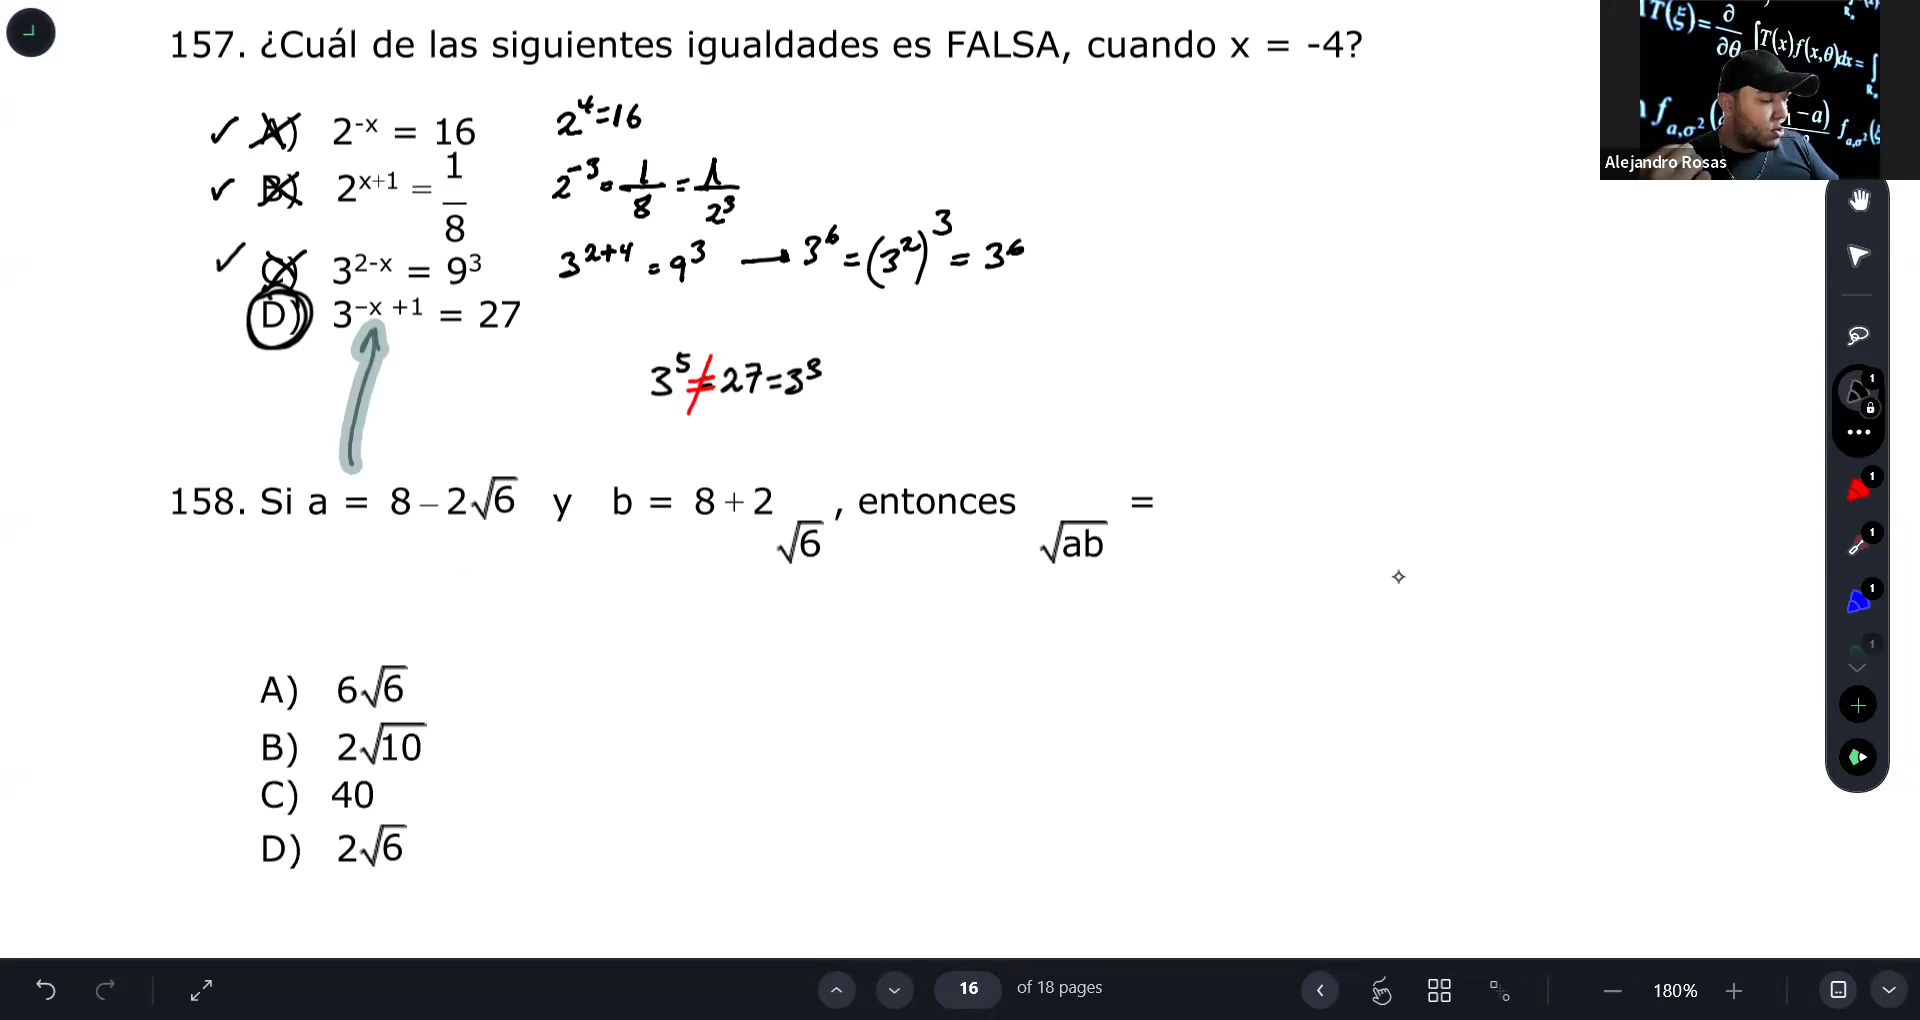 157. ¿Cuál de las siguientes igualdades es FALSA, cuando x = -4?
✓ A) 2^-x = 16 2^4=16
✓ B) 2^x+1 = 1/8 2^-3 = 1/8 = 1/2^3
✓ C) 3^2-x = 9^3 3^2+4 = 9^3 → 3^6 = (3^2)^3 = 3^6
D) 3^-x +1 = 27
3^5 ≠ 27=3^3
158. Si a = 8 – 2√6 y b = 8 + 2 √6 , entonces √ab =
A) 6√6
B) 2√10
C) 40
D) 2√6
Alejandro Rosas
16 of 18 pages
180%